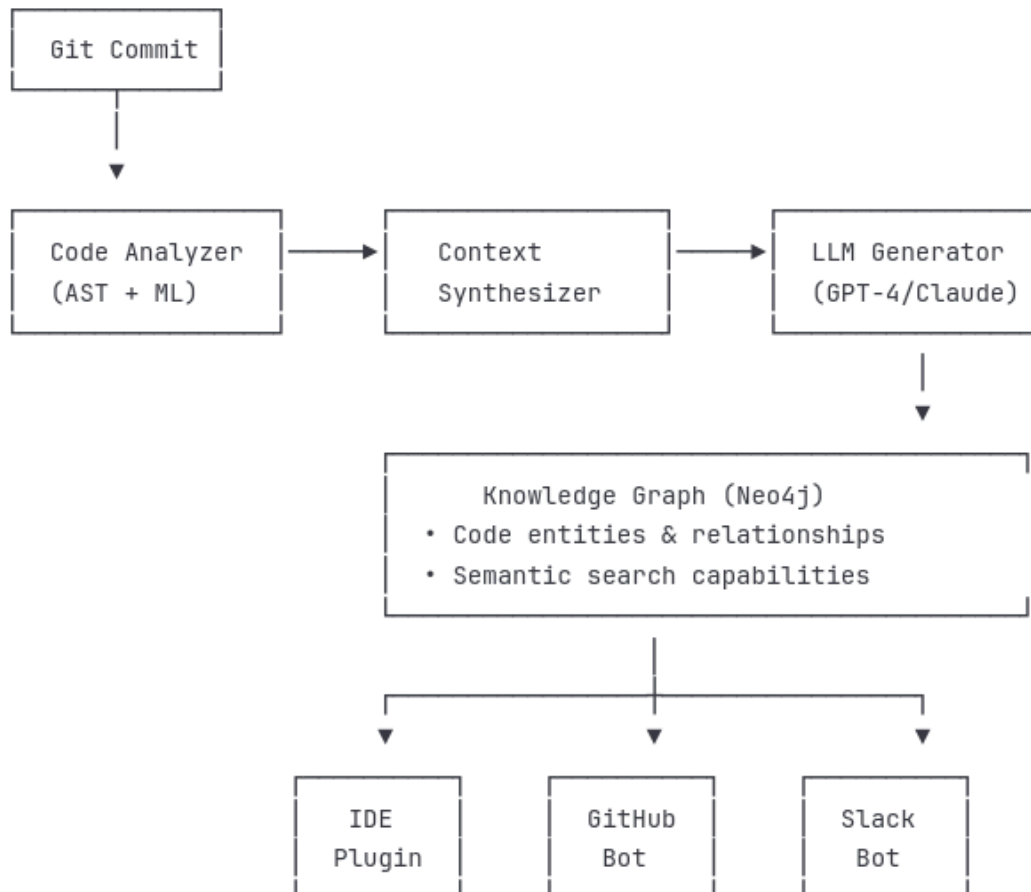 Git Commit
Code Analyzer
(AST + ML)
Context
Synthesizer
LLM Generator
(GPT-4/Claude)
Knowledge Graph (Neo4j)
• Code entities & relationships
• Semantic search capabilities
IDE
Plugin
GitHub
Bot
Slack
Bot